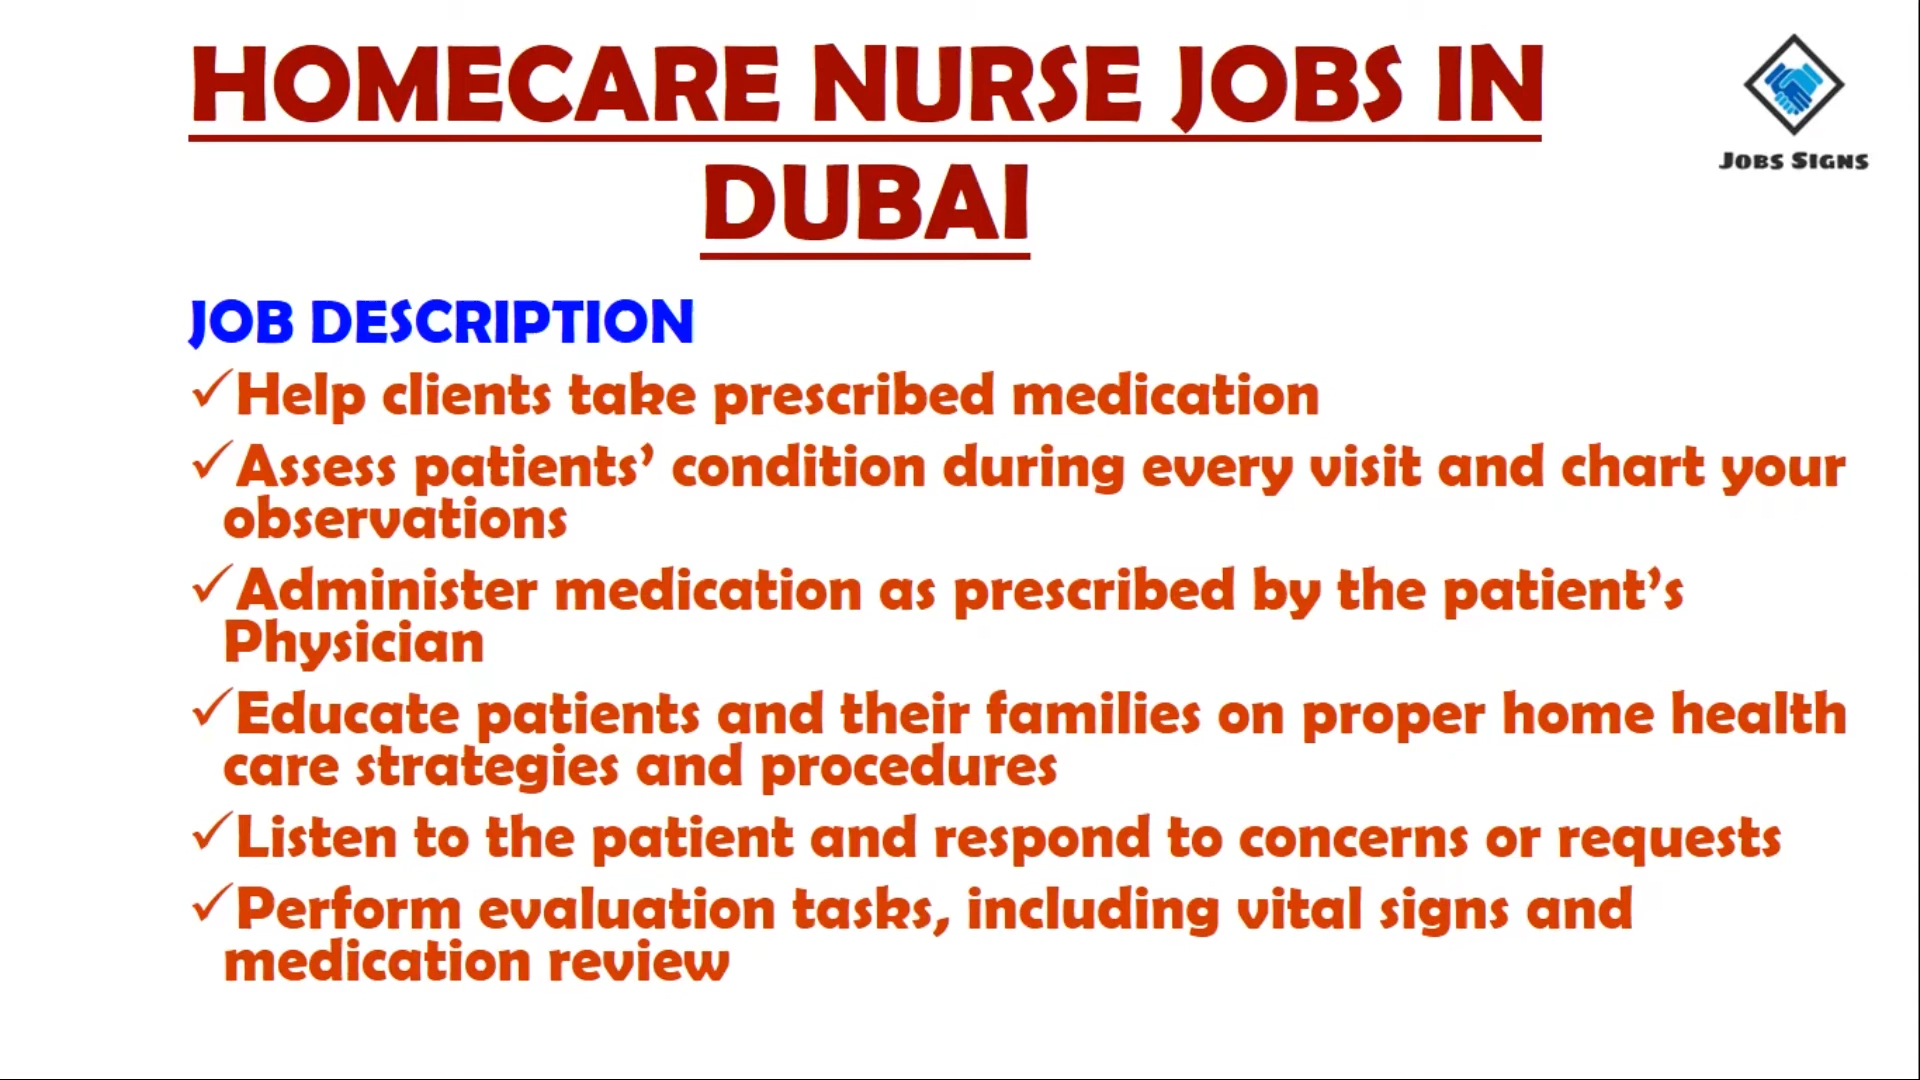 HOMECARE NURSE JOBS IN
DUBAI
JOBS SIGNS
JOB DESCRIPTION
✓Help clients take prescribed medication
✓Assess patients’ condition during every visit and chart your
observations
✓Administer medication as prescribed by the patient’s
Physician
✓Educate patients and their families on proper home health
care strategies and procedures
✓Listen to the patient and respond to concerns or requests
✓Perform evaluation tasks, including vital signs and
medication review